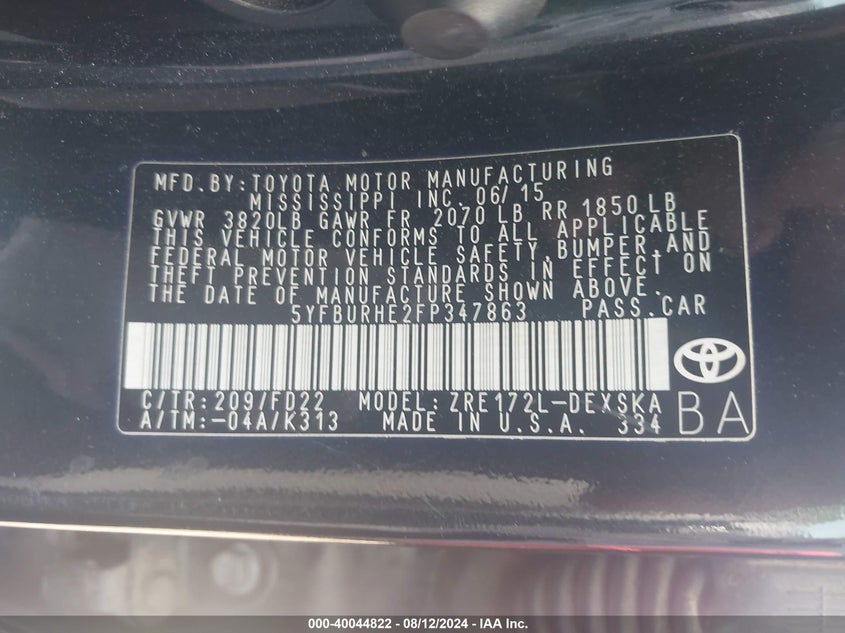 MFD. BY: TOYOTA MOTOR MANUFACTURING
MISSISSIPPI INC. 06/15
GVWR 3820LB GAWR FR 2070 LB RR 1850 LB
THIS VEHICLE CONFORMS TO ALL APPLICABLE
FEDERAL MOTOR VEHICLE SAFETY, BUMPER, AND
THEFT PREVENTION STANDARDS IN EFFECT ON
THE DATE OF MANUFACTURE SHOWN ABOVE.
5YFBURHE2FP347863 PASS. CAR
C/TR: 209/FD22 MODEL: ZRE172L-DEXSKA
A/TM: -04A/K313 MADE IN U.S.A. 334
BA
000-40044822 - 08/12/2024 - IAA Inc.